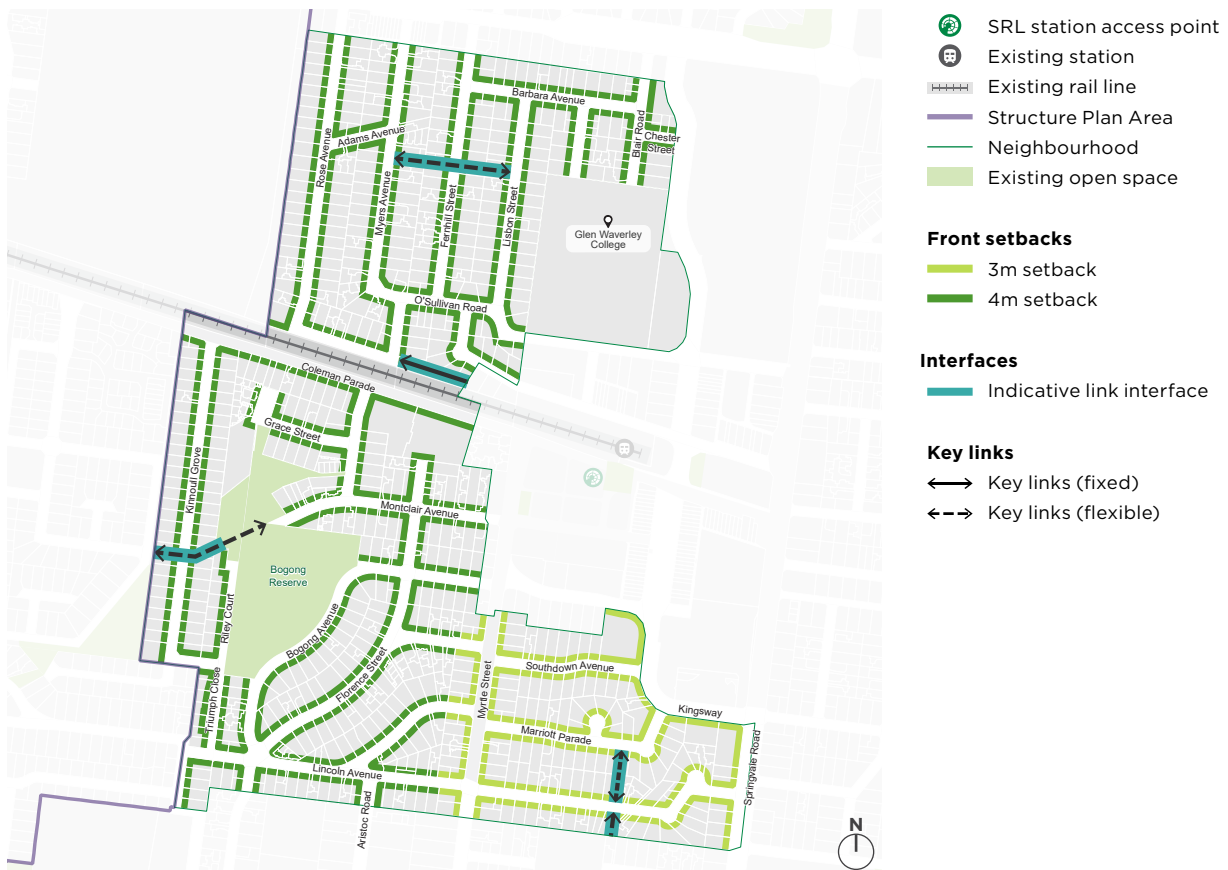 SRL station access point
Existing station
Existing rail line
Structure Plan Area
Neighbourhood
Existing open space
Front setbacks
3m setback
4m setback
Interfaces
Indicative link interface
Key links
Key links (fixed)
Key links (flexible)
Barbara Avenue
Blair Road
Chester
Street
Adams Avenue
Rose Avenue
Myers Avenue
Fernhill Street
Lisbon Street
Glen Waverley
College
O'Sullivan Road
Coleman Parade
Grace Street
Kinnoull Grove
Montclair Avenue
Bogong
Reserve
Riley Court
Bogong Avenue
Florence Street
Triumph Close
Southdown Avenue
Myrtle Street
Kingsway
Marriott Parade
Springvale Road
Lincoln Avenue
Aristoc Road
N